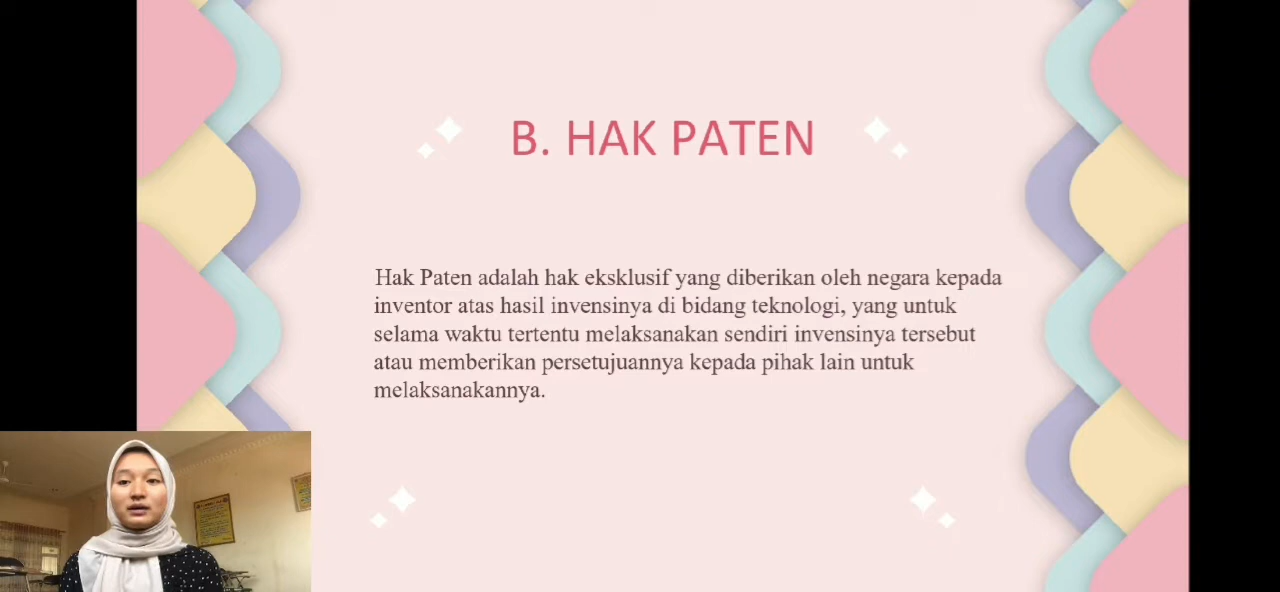 B. HAK PATEN
Hak Paten adalah hak eksklusif yang diberikan oleh negara kepada
inventor atas hasil invensinya di bidang teknologi, yang untuk
selama waktu tertentu melaksanakan sendiri invensinya tersebut
atau memberikan persetujuannya kepada pihak lain untuk
melaksanakannya.